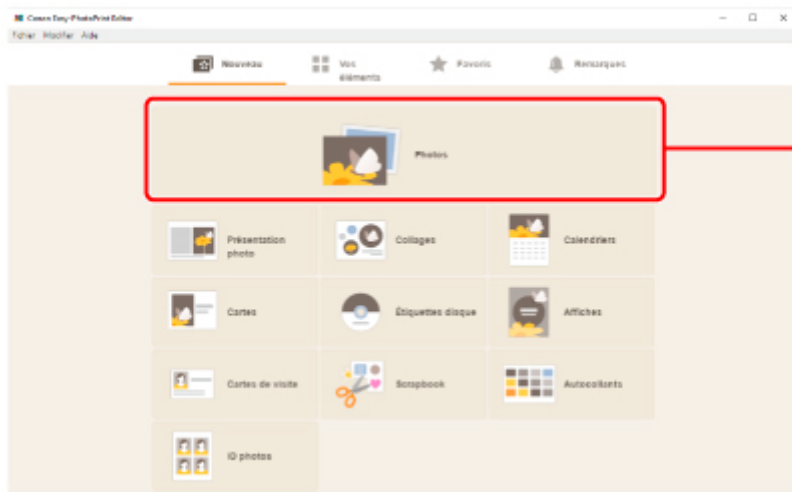 Canon Easy-PhotoPrint Editor
Fichier Modifier Aide
Nouveau
Vos
éléments
Favoris
Remarques
Photos
Présentation
photo
Collages
Calendriers
Cartes
Étiquettes disque
Affiches
Cartes de visite
Scrapbook
Autocollants
ID photos